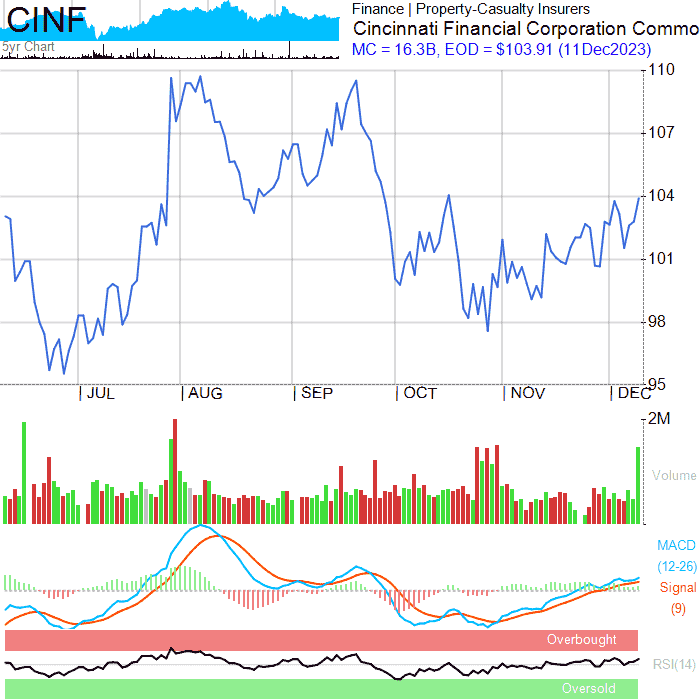 CINF
5yr Chart
Finance | Property-Casualty Insurers
Cincinnati Financial Corporation Commo
MC = 16.3B, EOD = $103.91 (11Dec2023)
110
107
104
101
98
95
JUL
AUG
SEP
OCT
NOV
DEC
2M
Volume
MACD
(12-26)
Signal
(9)
Overbought
RSI(14)
Oversold